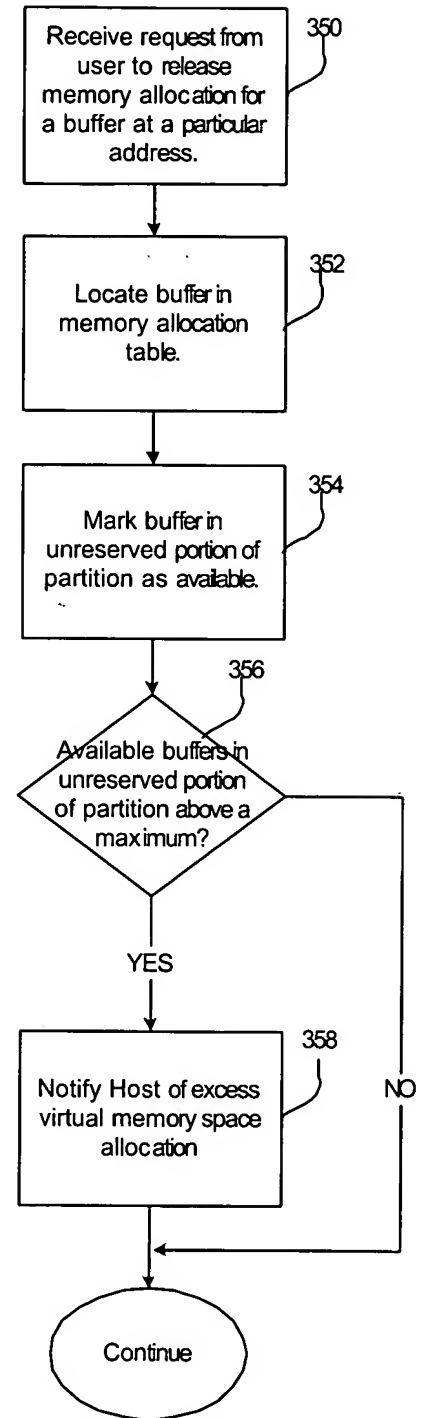 Receive request from
350
user to release
memory allocation for
a buffer at a particular
address.
352
Locate buffer in
memory allocation
table.
354
Mark buffer in
unreserved portion of
partition as available.
356
Available buffers in
unreserved portion
of partition above a
maximum?
YES
358
Notify Host of excess
virtual memory space
allocation
NO
Continue